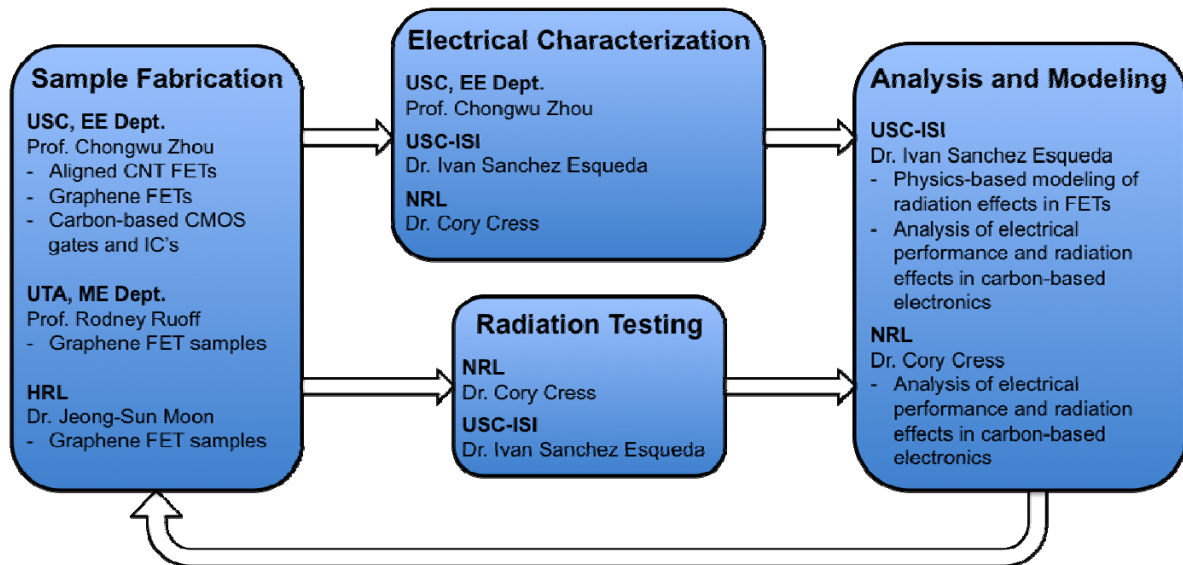 Sample Fabrication
USC, EE Dept.
Prof. Chongwu Zhou
- Aligned CNT FETs
- Graphene FETs
- Carbon-based CMOS
gates and IC's
UTA, ME Dept.
Prof. Rodney Ruoff
- Graphene FET samples
HRL
Dr. Jeong-Sun Moon
- Graphene FET samples
Electrical Characterization
USC, EE Dept.
Prof. Chongwu Zhou
USC-ISI
Dr. Ivan Sanchez Esqueda
NRL
Dr. Cory Cress
Radiation Testing
NRL
Dr. Cory Cress
USC-ISI
Dr. Ivan Sanchez Esqueda
Analysis and Modeling
USC-ISI
Dr. Ivan Sanchez Esqueda
- Physics-based modeling of
radiation effects in FETs
- Analysis of electrical
performance and radiation
effects in carbon-based
electronics
NRL
Dr. Cory Cress
- Analysis of electrical
performance and radiation
effects in carbon-based
electronics